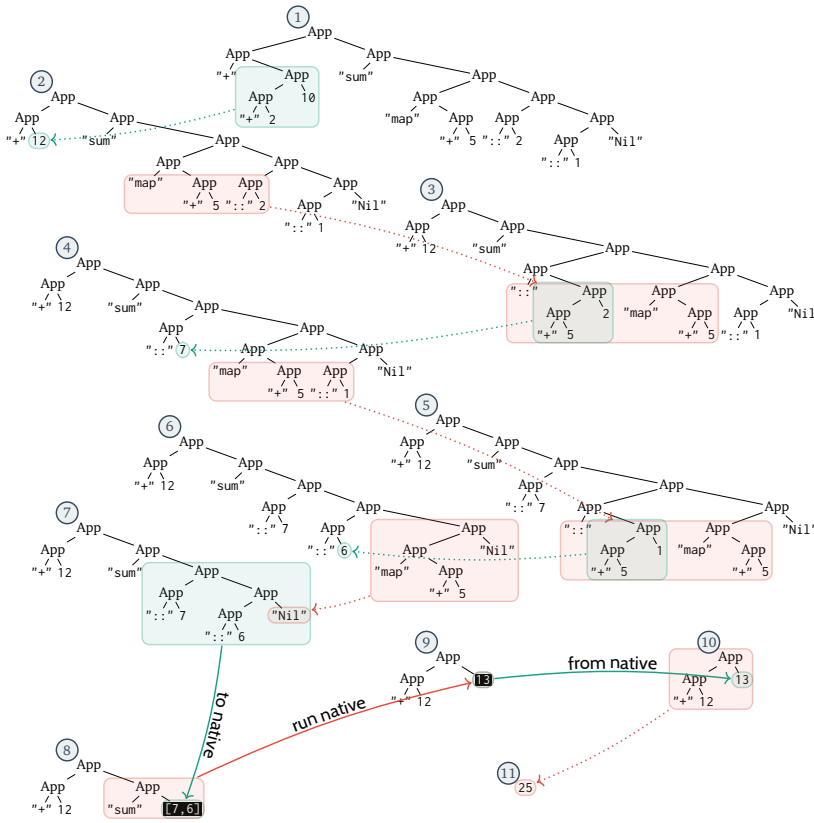 1
App
App App
"+" App "sum" App
App 10 App App
"+" 2 "map" App App App
"+" 5 "::" 2 App "Nil"
"::" 1
2
App
App App
"+" 12 "sum" App
App App
"map" App App App
"+" 5 "::" 2 App "Nil"
"::" 1
3
App
App App
"+" 12 "sum" App
App App
"::" App App App
App 2 "map" App App "Nil"
"+" 5 "+" 5 "::" 1
4
App
App App
"+" 12 "sum" App
App App
"::" 7 App App
"map" App App "Nil"
"+" 5 "::" 1
5
App
App App
"+" 12 "sum" App
App App
"::" 7 App App
"::" App App "Nil"
App 1 "map" App
"+" 5 "+" 5
6
App
App App
"+" 12 "sum" App
App App
"::" 7 App App
"::" 6 App "Nil"
"map" App
"+" 5
7
App
App App
"+" 12 "sum" App
App App
"::" 7 App "Nil"
"::" 6
to native
8
App
App App
"+" 12 "sum" [7,6]
run native
9
App
App 13
"+" 12
from native
10
App
App 13
"+" 12
11
25